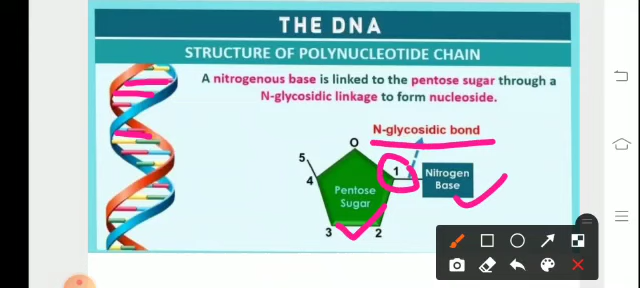 THE DNA
STRUCTURE OF POLYNUCLEOTIDE CHAIN
A nitrogenous base is linked to the pentose sugar through a
N-glycosidic linkage to form nucleoside.
N-glycosidic bond
O
5
1
4
Pentose
Sugar
Nitrogen
Base
3
2